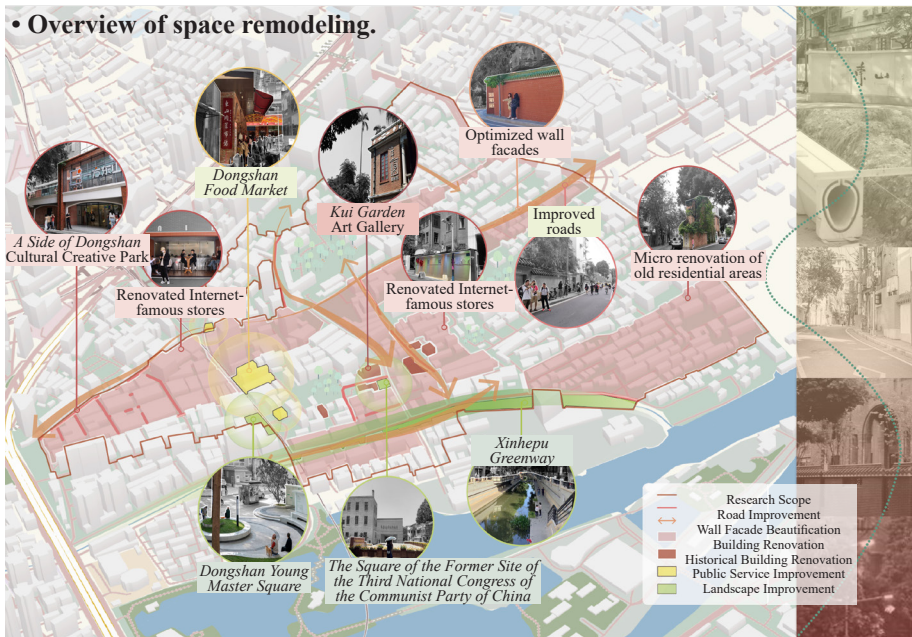 • Overview of space remodeling.
Dongshan
Food Market
Optimized wall
facades
A Side of Dongshan
Cultural Creative Park
Kui Garden
Art Gallery
Improved
roads
Micro renovation of
old residential areas
Renovated Internet-
famous stores
Renovated Internet-
famous stores
Xinhepu
Greenway
Dongshan Young
Master Square
The Square of the Former Site of
the Third National Congress of
the Communist Party of China
Research Scope
Road Improvement
Wall Facade Beautification
Building Renovation
Historical Building Renovation
Public Service Improvement
Landscape Improvement